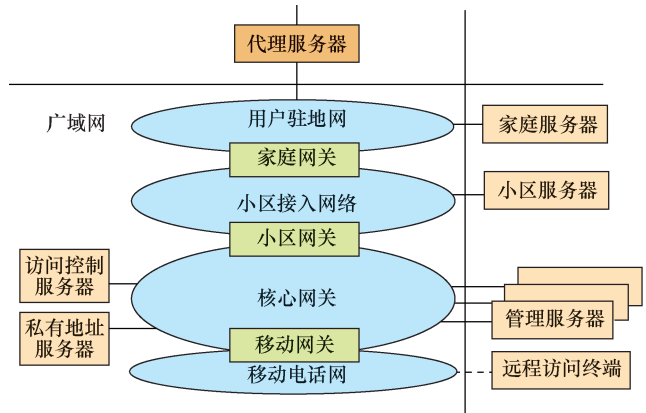 代理服务器
广域网
用户驻地网
家庭服务器
家庭网关
小区接入网络
小区服务器
小区网关
访问控制
服务器
核心网关
管理服务器
私有地址
服务器
移动网关
移动电话网
远程访问终端